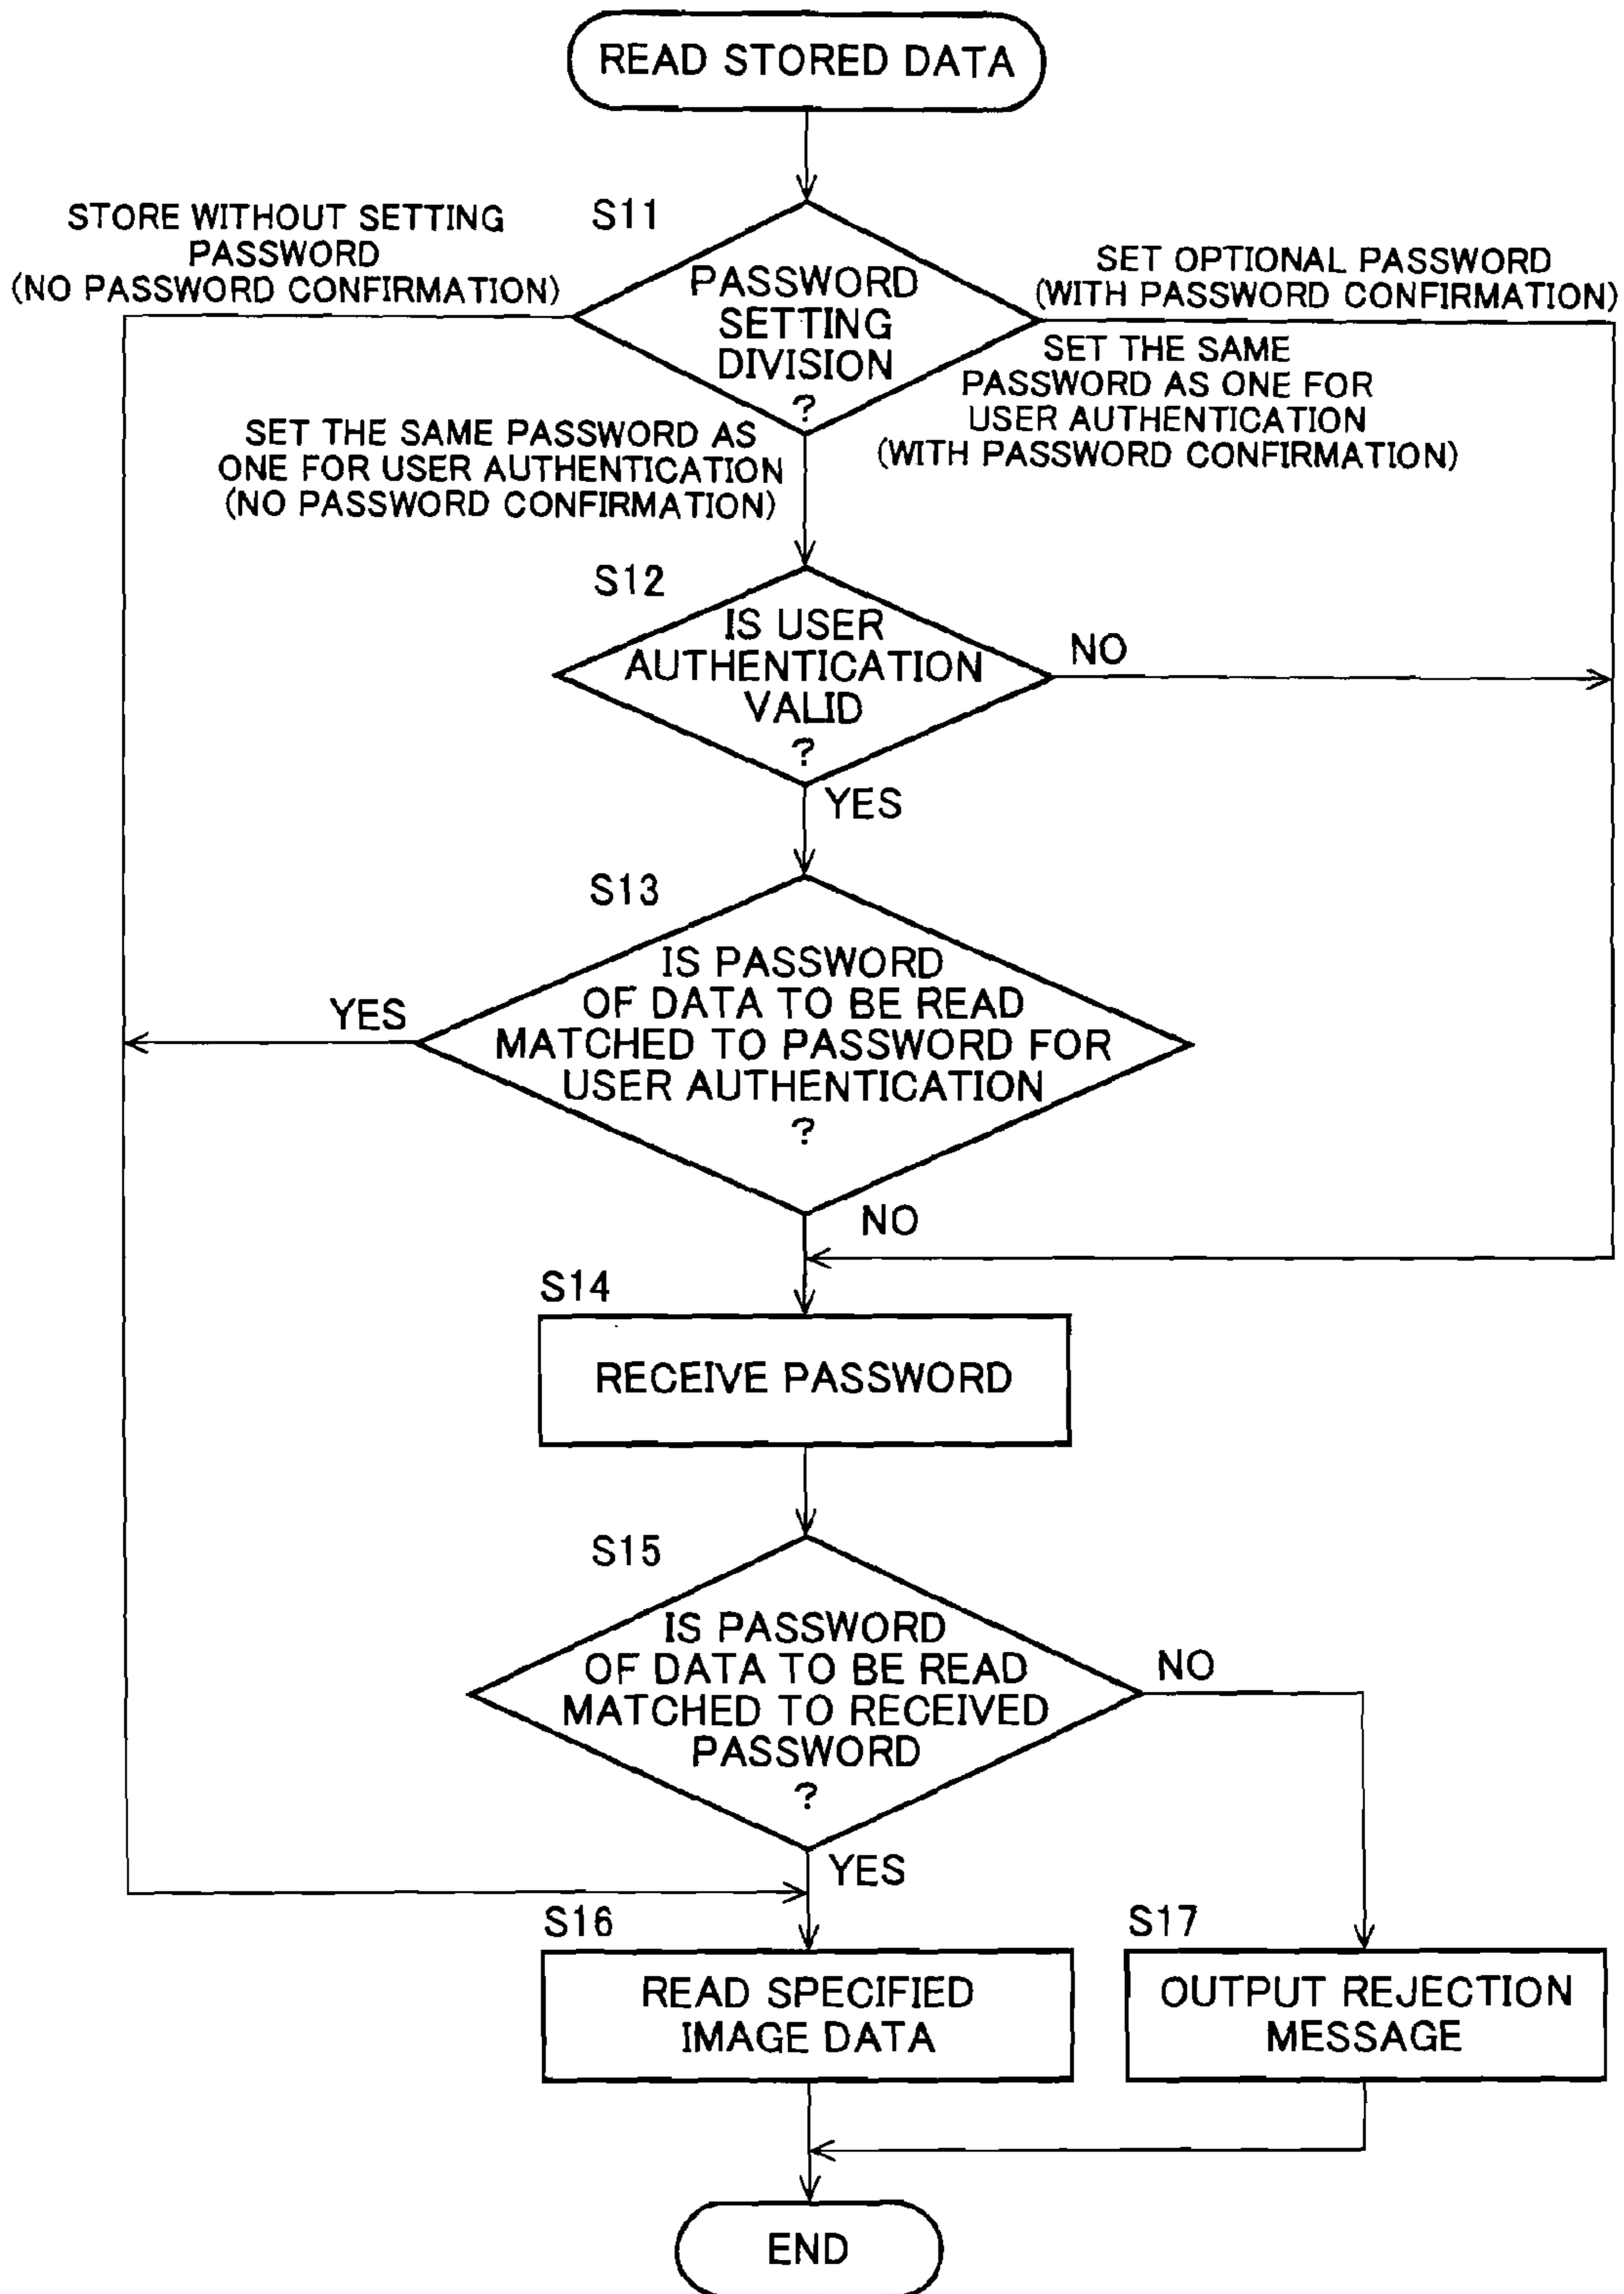 READ STORED DATA
S11
STORE WITHOUT SETTING
PASSWORD
(NO PASSWORD CONFIRMATION)
PASSWORD
SETTING
DIVISION
?
SET OPTIONAL PASSWORD
(WITH PASSWORD CONFIRMATION)
SET THE SAME
PASSWORD AS ONE FOR
USER AUTHENTICATION
(WITH PASSWORD CONFIRMATION)
SET THE SAME PASSWORD AS
ONE FOR USER AUTHENTICATION
(NO PASSWORD CONFIRMATION)
S12
IS USER
AUTHENTICATION
VALID
?
NO
YES
S13
IS PASSWORD
OF DATA TO BE READ
MATCHED TO PASSWORD FOR
USER AUTHENTICATION
?
YES
NO
S14
RECEIVE PASSWORD
S15
IS PASSWORD
OF DATA TO BE READ
MATCHED TO RECEIVED
PASSWORD
?
NO
YES
S16
READ SPECIFIED
IMAGE DATA
S17
OUTPUT REJECTION
MESSAGE
END